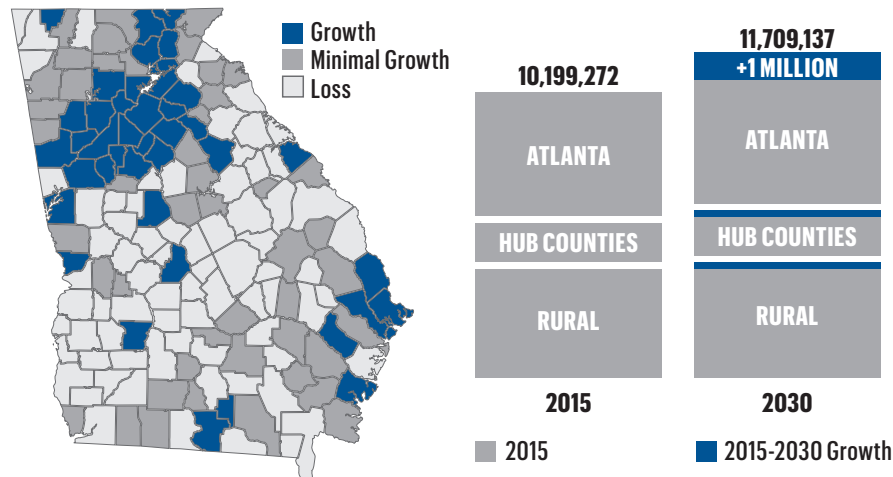 Growth
Minimal Growth
Loss
10,199,272
ATLANTA
HUB COUNTIES
RURAL
2015
11,709,137
+1 MILLION
ATLANTA
HUB COUNTIES
RURAL
2030
2015
2015-2030 Growth